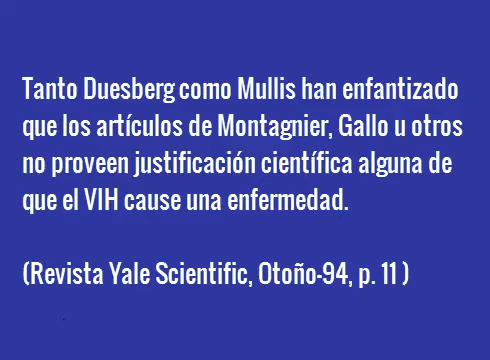 Tanto Duesberg como Mullis han enfantizado
que los artículos de Montagnier, Gallo u otros
no proveen justificación científica alguna de
que el VIH cause una enfermedad.
(Revista Yale Scientific, Otoño-94, p. 11 )